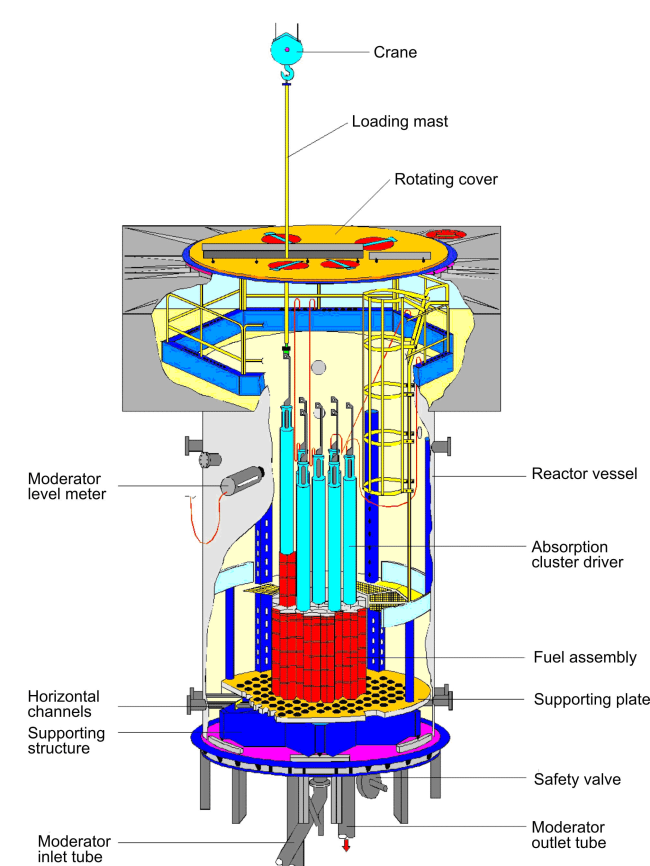 Crane
Loading mast
Rotating cover
Moderator
level meter
Reactor vessel
Absorption
cluster driver
Fuel assembly
Horizontal
channels
Supporting plate
Supporting
structure
Safety valve
Moderator
inlet tube
Moderator
outlet tube